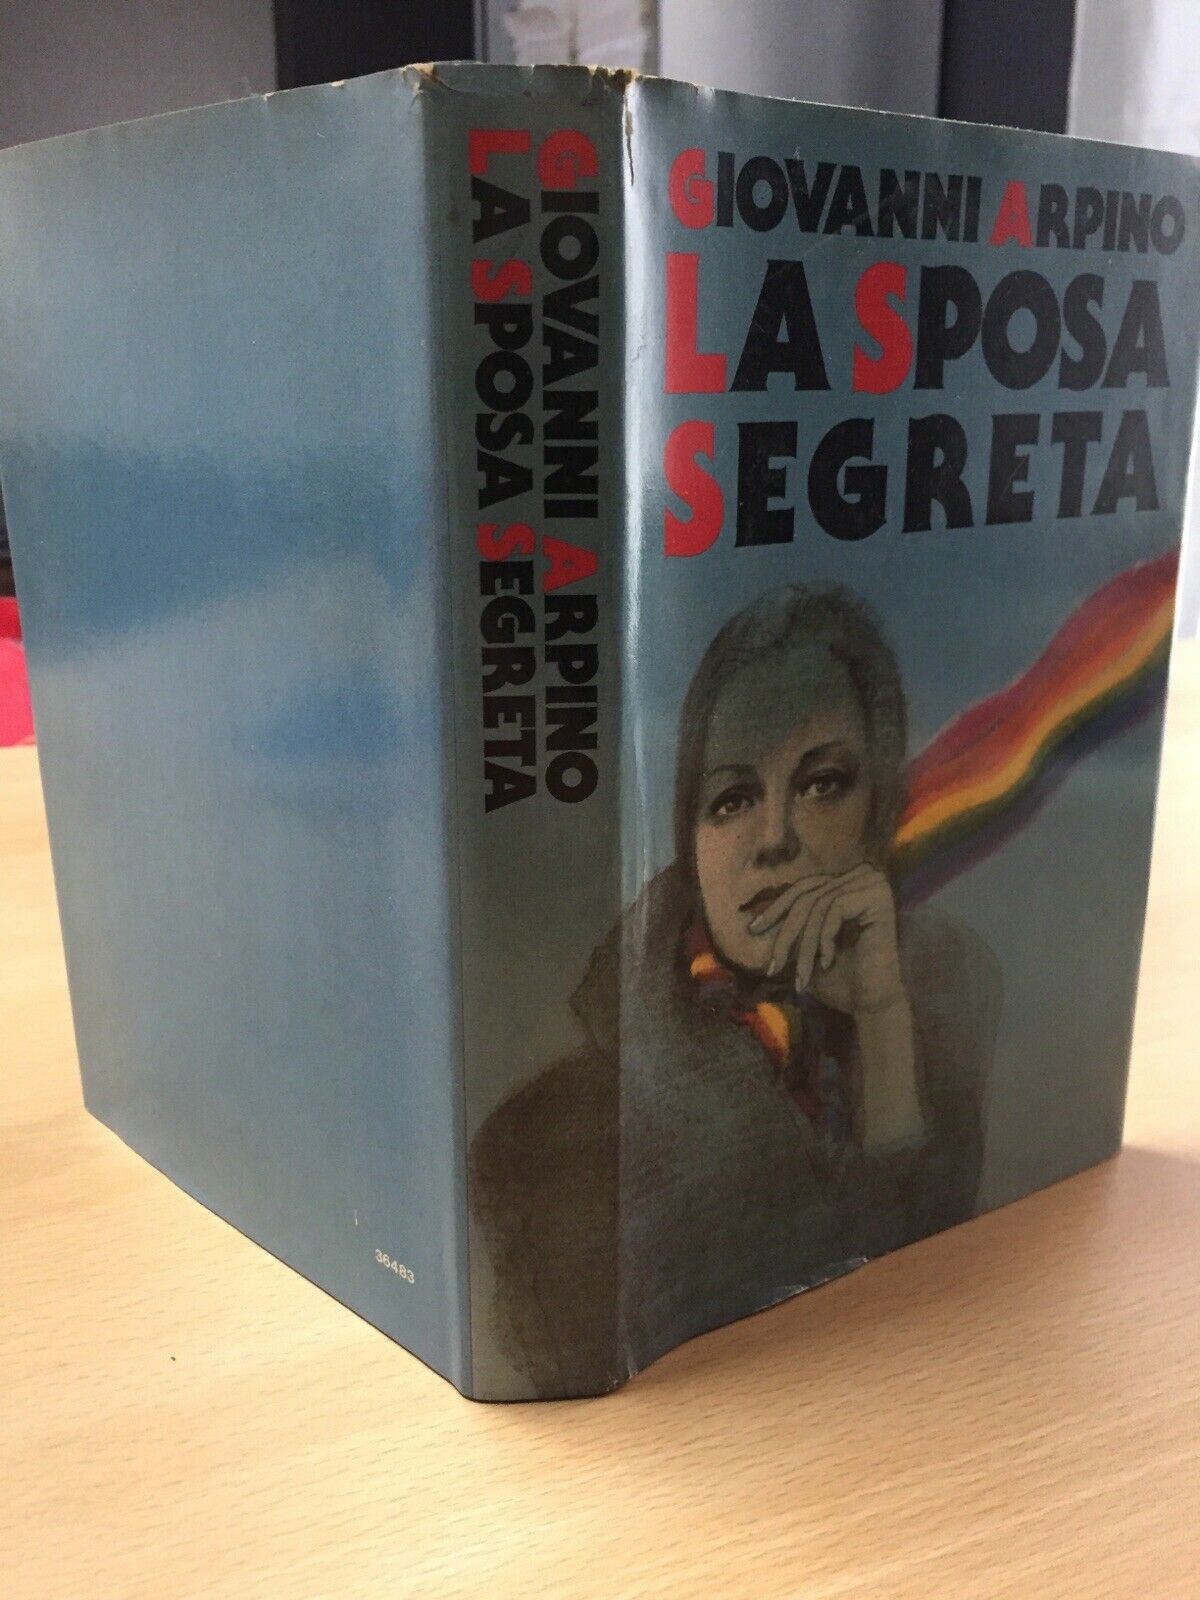 GIOVANNI ARPINO
LA SPOSA SEGRETA
GIOVANNI ARPINO
LA SPOSA
SEGRETA
36483